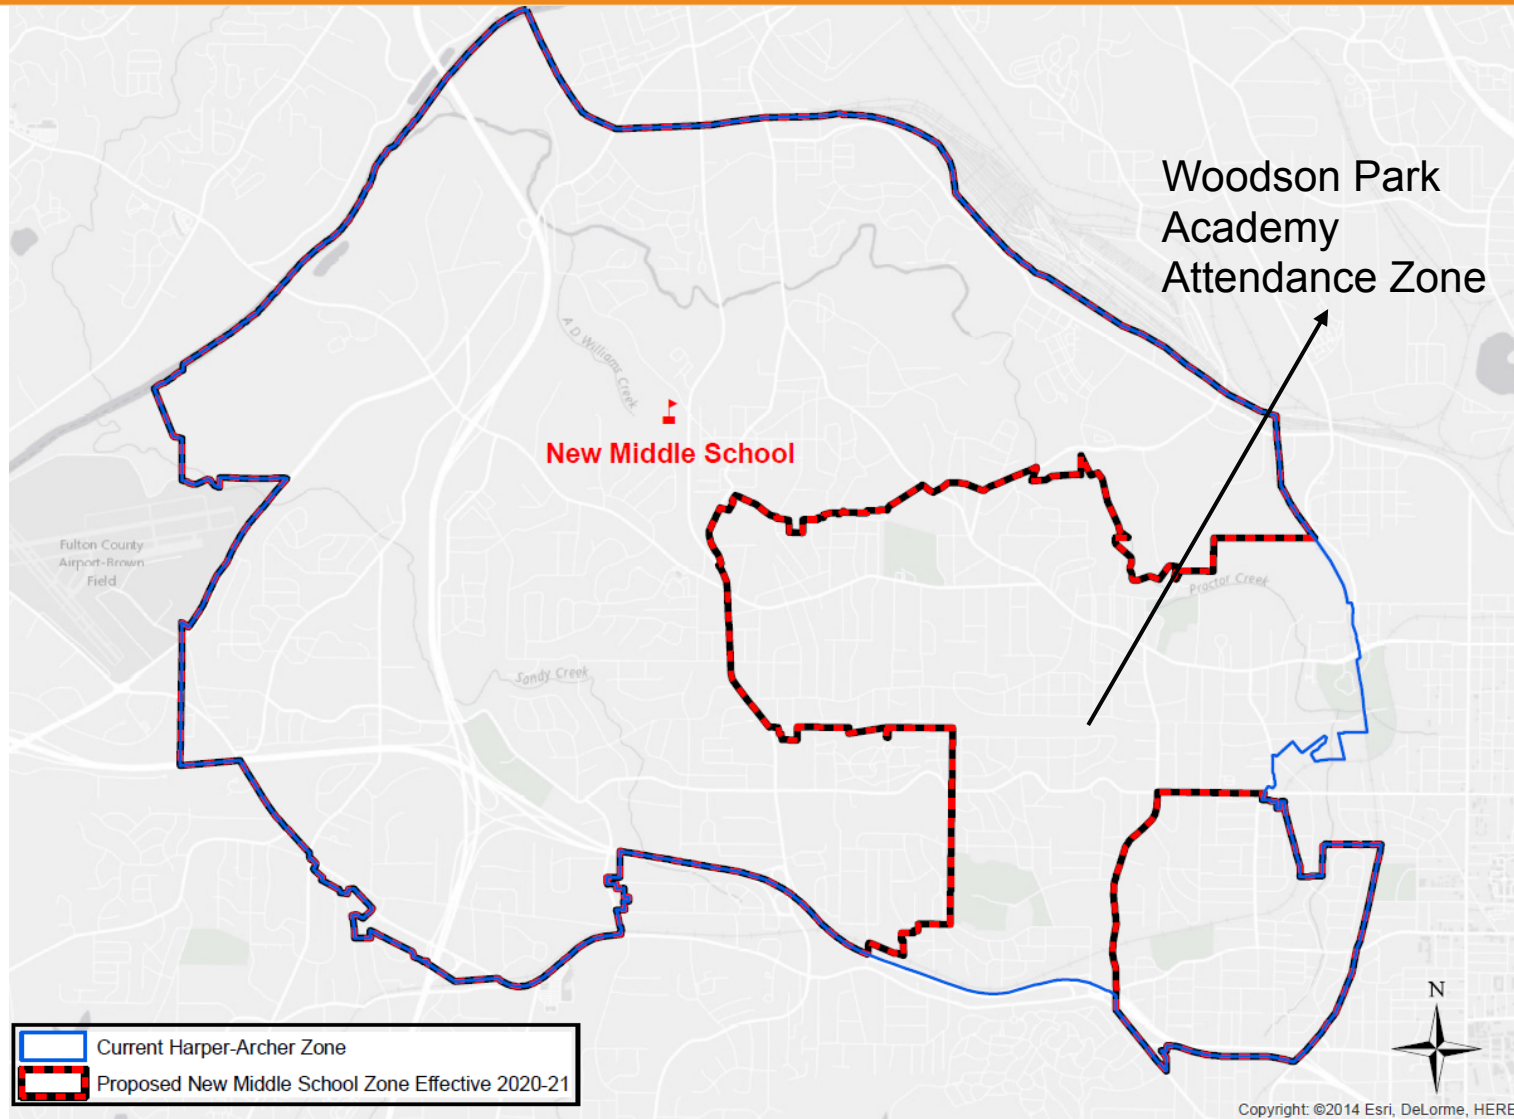 Woodson Park
Academy
Attendance Zone
A D Williams Creek
New Middle School
Fulton County
Airport-Brown
Field
Proctor Creek
Sandy Creek
N
Current Harper-Archer Zone
Proposed New Middle School Zone Effective 2020-21
Copyright: ©2014 Esri, DeLorme, HERE